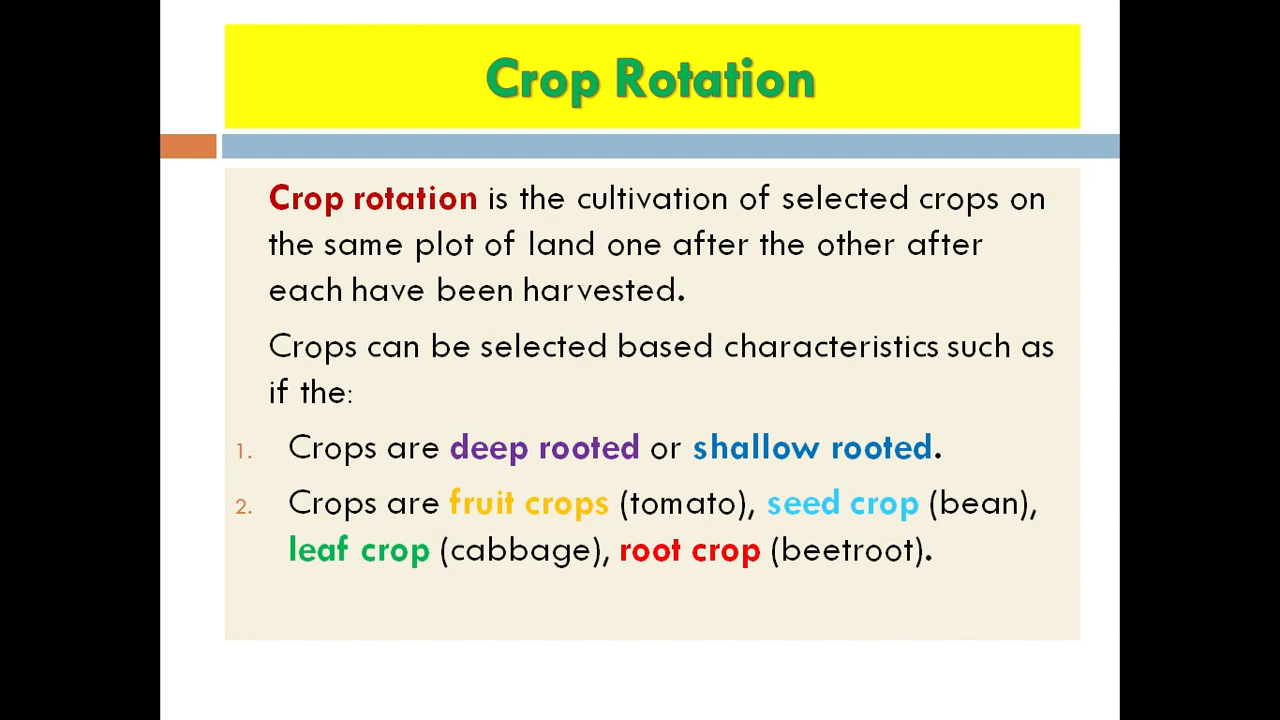 Crop Rotation
Crop rotation is the cultivation of selected crops on
the same plot of land one after the other after
each have been harvested.
Crops can be selected based characteristics such as
if the:
1. Crops are deep rooted or shallow rooted.
2. Crops are fruit crops (tomato), seed crop (bean),
leaf crop (cabbage), root crop (beetroot).